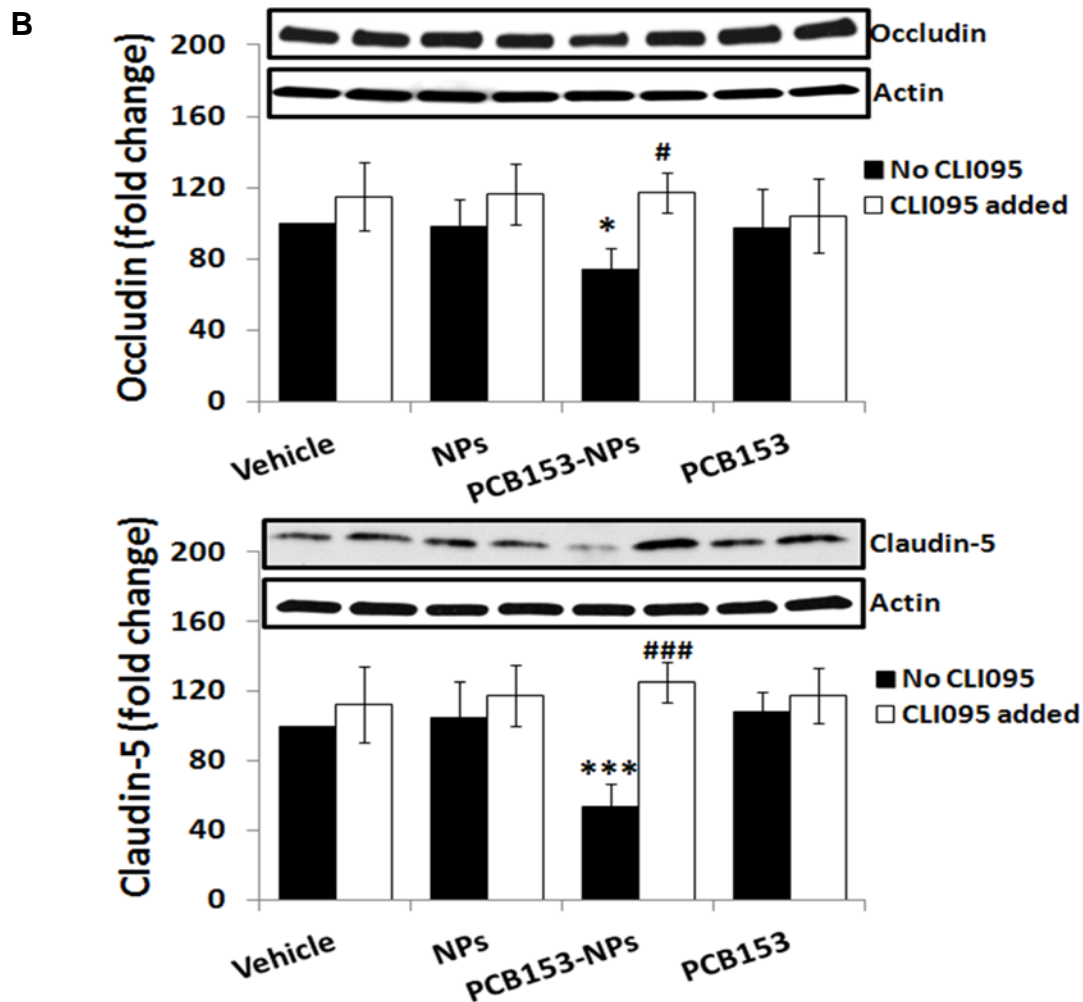 B
Occludin
Actin
Occludin (fold change)
200
160
120
80
40
0
#
*
No CLI095
CLI095 added
Vehicle
NPs
PCB153-NPs
PCB153
Claudin-5
Actin
Claudin-5 (fold change)
200
160
120
80
40
0
###
***
No CLI095
CLI095 added
Vehicle
NPs
PCB153-NPs
PCB153